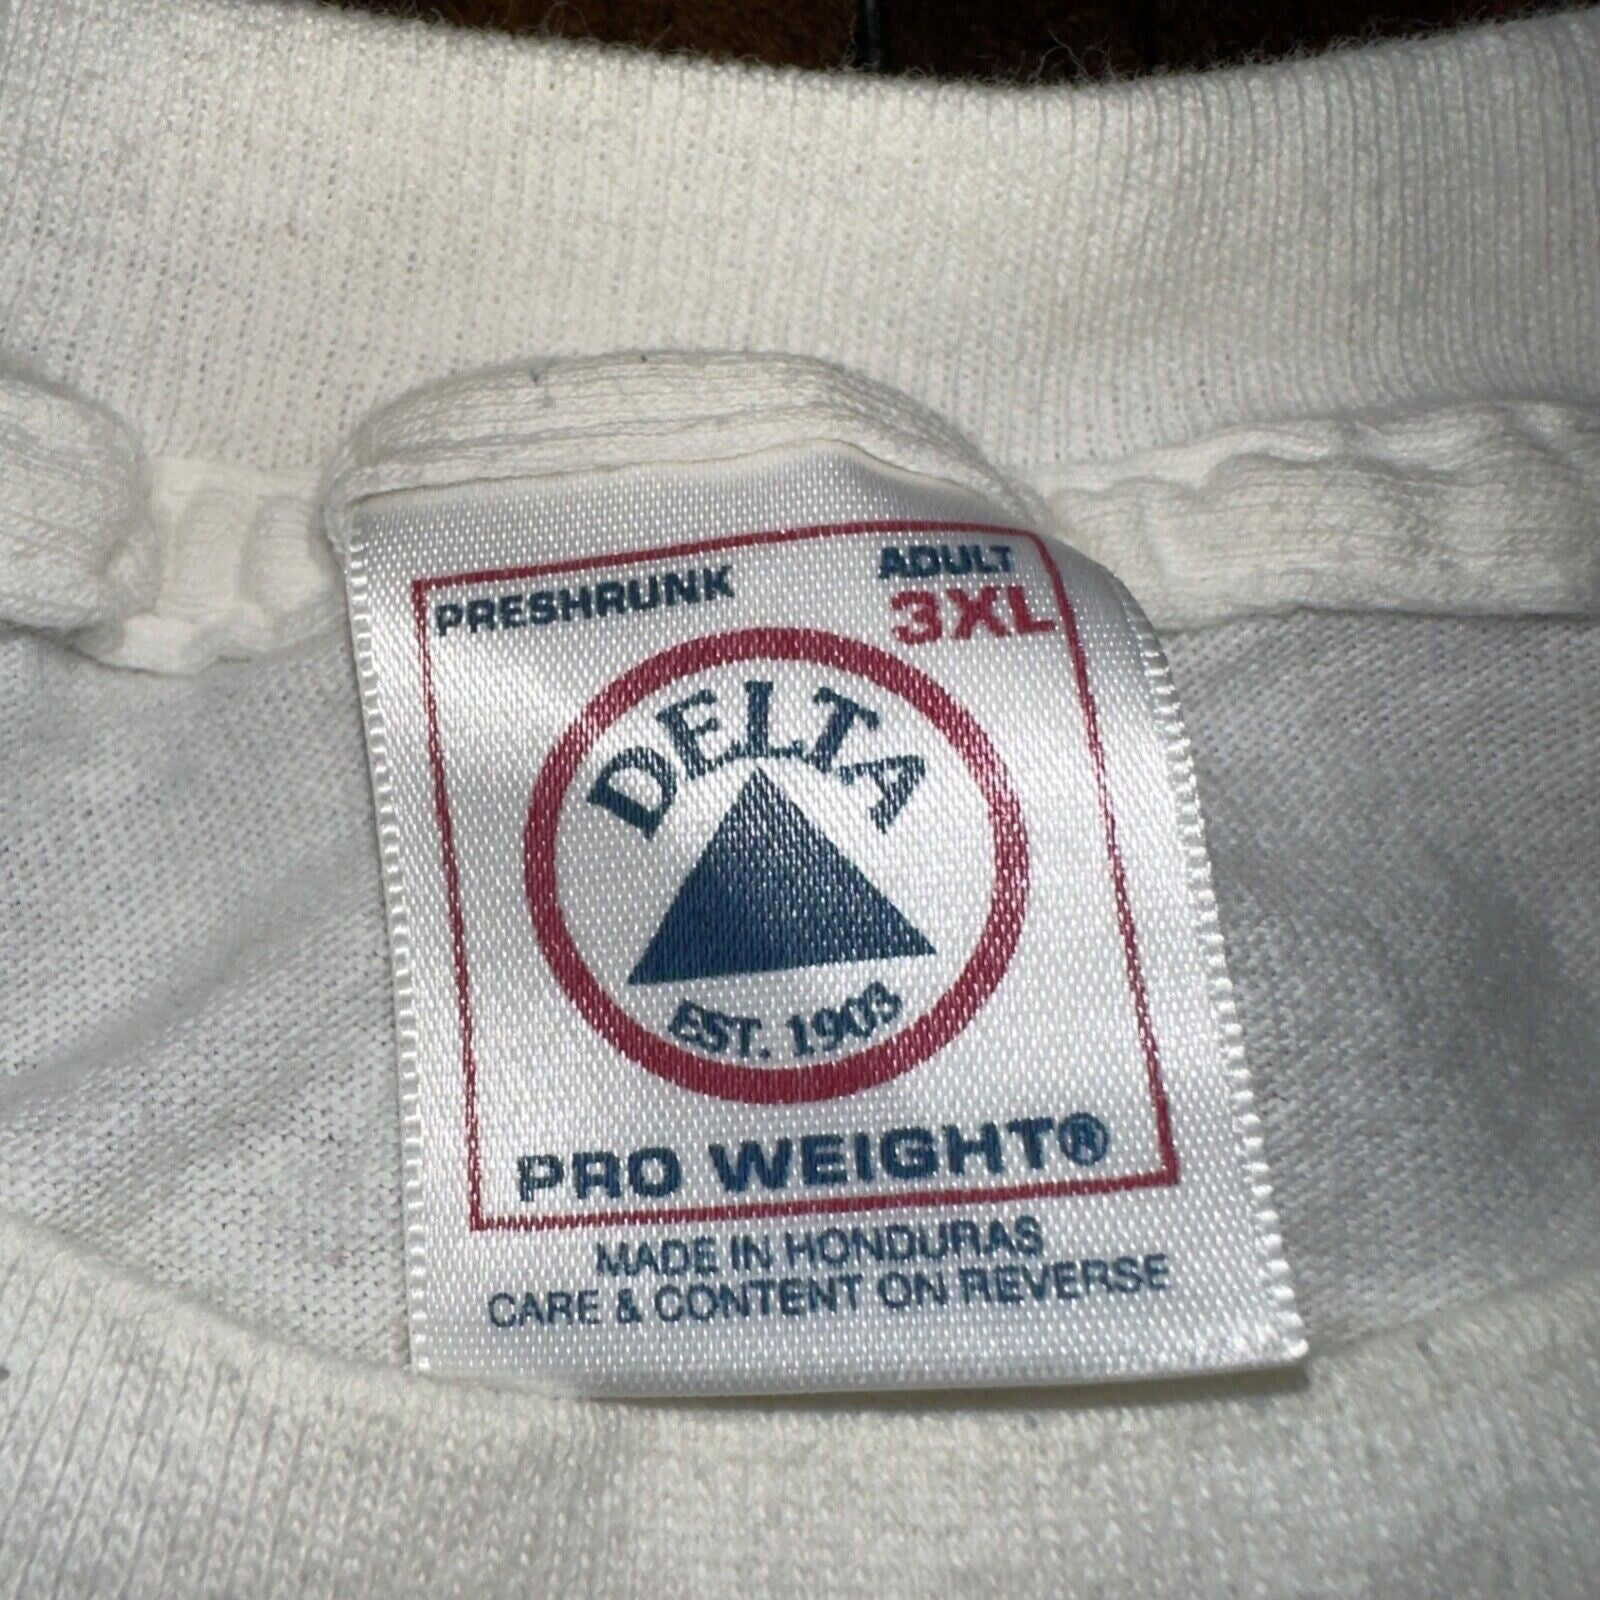 PRESHRUNK
ADULT
3XL
DELTA
EST. 1903
PRO WEIGHT®
MADE IN HONDURAS
CARE & CONTENT ON REVERSE